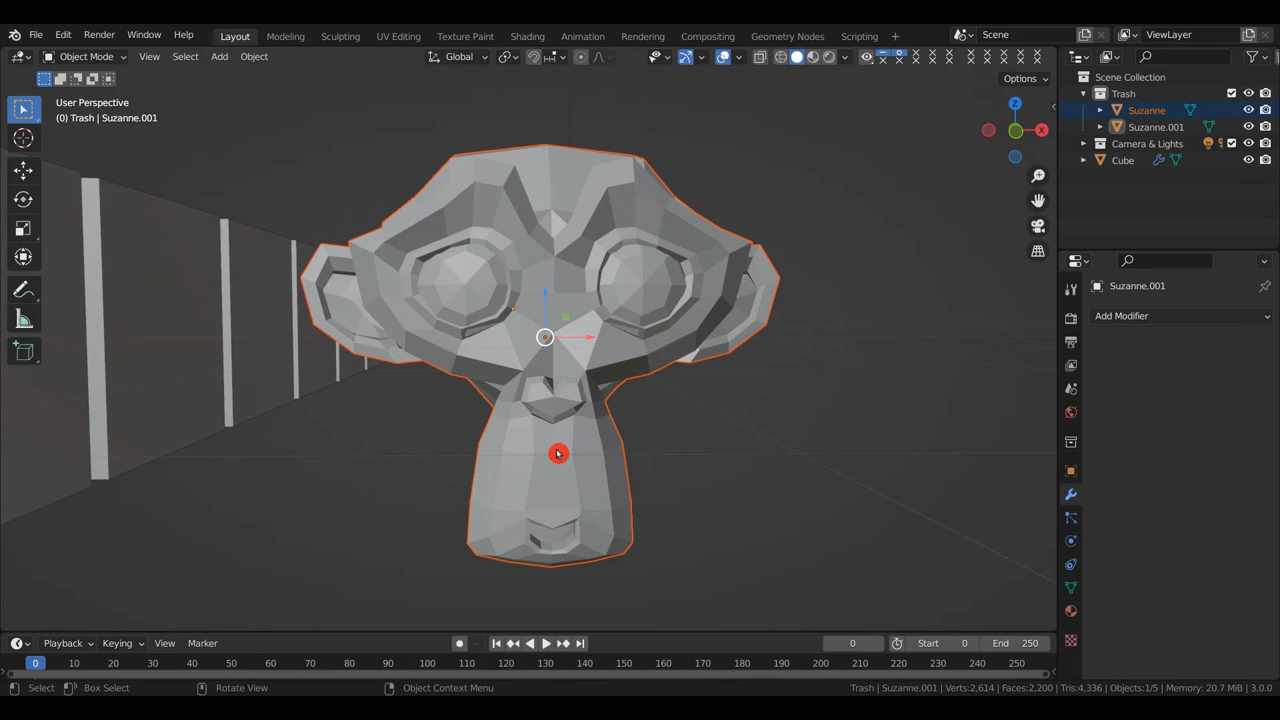 File Edit Render Window Help Layout Modeling Sculpting UV Editing Texture Paint Shading Animation Rendering Compositing Geometry Nodes Scripting + Scene ViewLayer
Object Mode View Select Add Object Global
Options
User Perspective
(0) Trash | Suzanne.001
Z
X
Scene Collection
Trash
Suzanne
Suzanne.001
Camera & Lights
Cube
Suzanne.001
Add Modifier
Playback Keying View Marker 0 Start 0 End 250
0 10 20 30 40 50 60 70 80 90 100 110 120 130 140 150 160 170 180 190 200 210 220 230 240 250
Select Box Select Rotate View Object Context Menu Trash | Suzanne.001 | Verts:2,614 | Faces:2,200 | Tris:4,336 | Objects:1/5 | Memory: 20.7 MiB | 3.0.0